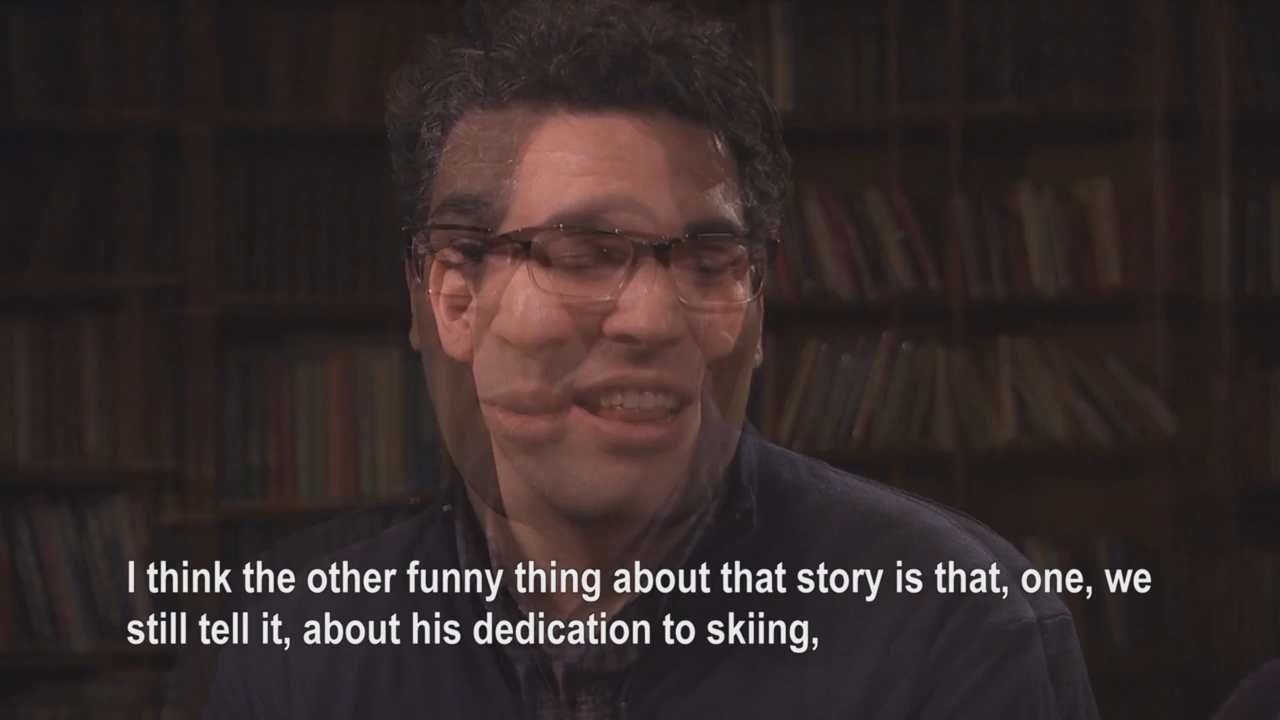 I think the other funny thing about that story is that, one, we
still tell it, about his dedication to skiing,